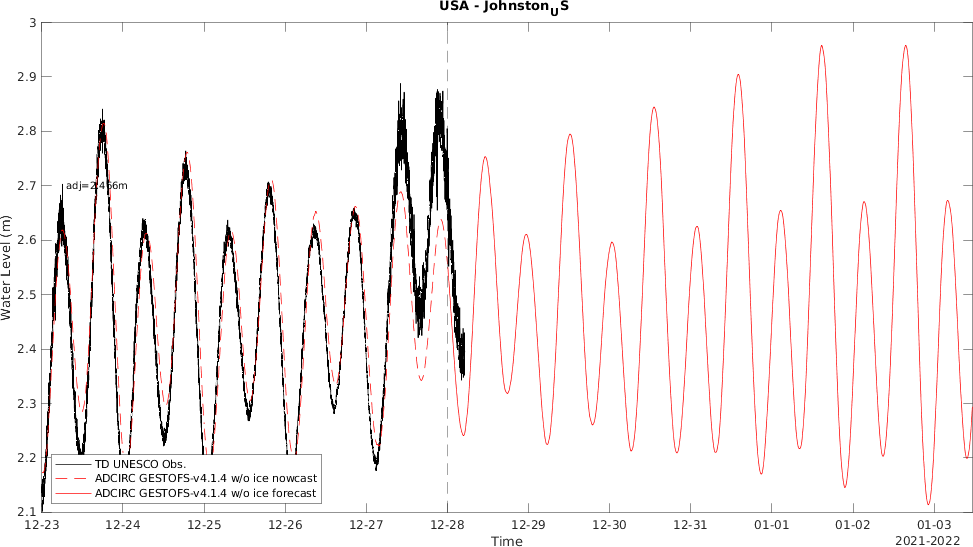 USA - Johnston_US
3
2.9
2.8
2.7
2.6
2.5
2.4
2.3
2.2
2.1
Water Level (m)
adj=2.466m
TD UNESCO Obs.
ADCIRC GESTOFS-v4.1.4 w/o ice nowcast
ADCIRC GESTOFS-v4.1.4 w/o ice forecast
12-23 12-24 12-25 12-26 12-27 12-28 12-29 12-30 12-31 01-01 01-02 01-03
Time
2021-2022